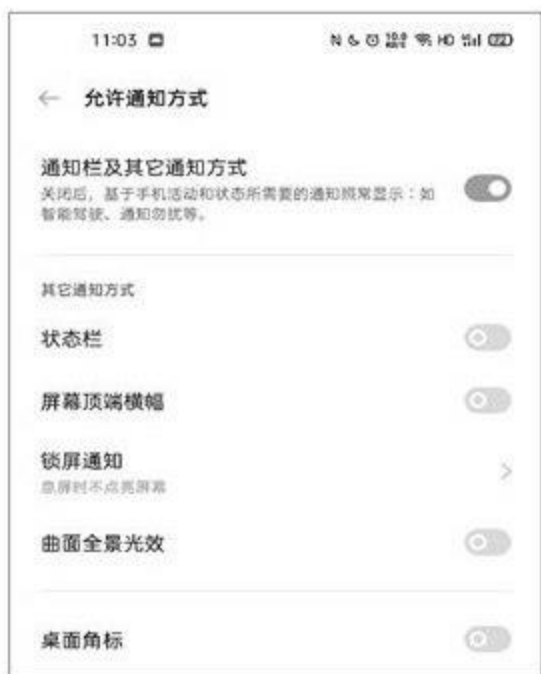 11:03
HD
允许通知方式
通知栏及其它通知方式
关闭后，基于手机活动和状态所需要的通知照常显示：如
智能驾驶、通知勿扰等。
其它通知方式
状态栏
屏幕顶端横幅
锁屏通知
息屏时不点亮屏幕
曲面全景光效
桌面角标